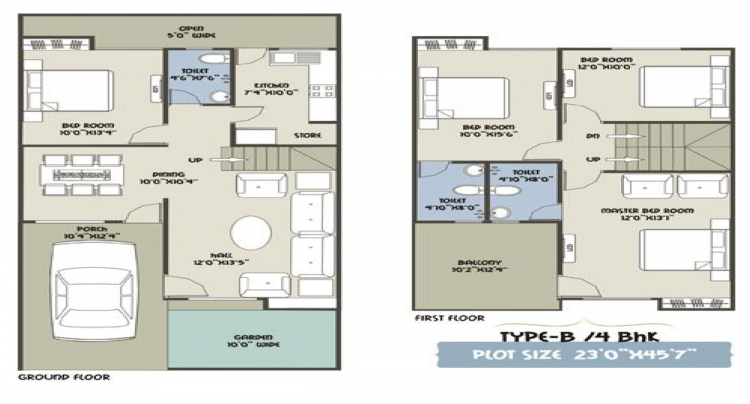 OPEN
5'0" WIDE
TOILET
4'6"X7'6"
KITCHEN
7'4"X10'0"
BED ROOM
10'0"X13'4"
STORE
UP
DINING
10'0"X10'4"
PORCH
10'4"X12'4"
HALL
12'0"X13'5"
GARDEN
10'0" WIDE
GROUND FLOOR
BED ROOM
12'0"X10'0"
BED ROOM
10'0"X15'6"
DN
UP
TOILET
4'10"X8'0"
TOILET
4'10"X8'0"
MASTER BED ROOM
12'0"X13'1"
BALCONY
10'2"X12'4"
FIRST FLOOR
TYPE-B /4 BHK
PLOT SIZE 23'0"X45'7"